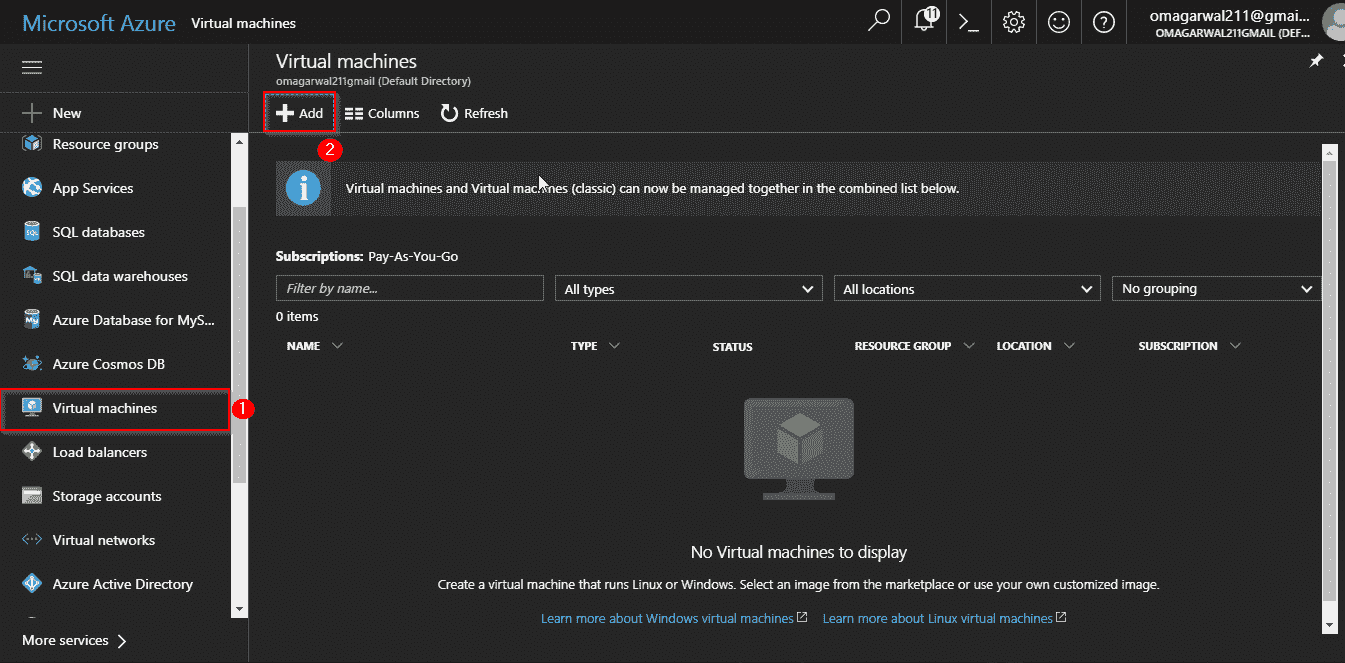 Microsoft Azure Virtual machines
11
>_
?
omagarwal211@gmai...
OMAGARWAL211GMAIL (DEF...
New
Resource groups
App Services
SQL databases
SQL data warehouses
Azure Database for MyS...
Azure Cosmos DB
Virtual machines
1
Load balancers
Storage accounts
Virtual networks
Azure Active Directory
More services
Virtual machines
omagarwal211gmail (Default Directory)
Add Columns Refresh
2
Virtual machines and Virtual machines (classic) can now be managed together in the combined list below.
Subscriptions: Pay-As-You-Go
Filter by name... All types All locations No grouping
0 items
NAME TYPE STATUS RESOURCE GROUP LOCATION SUBSCRIPTION
No Virtual machines to display
Create a virtual machine that runs Linux or Windows. Select an image from the marketplace or use your own customized image.
Learn more about Windows virtual machines Learn more about Linux virtual machines